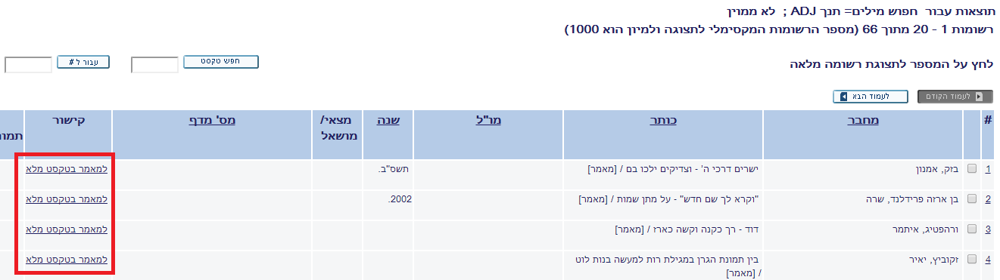 תוצאות עבור חפוש מילים= תנך ADJ ; לא ממוין
רשומות 1 - 20 מתוך 66 (מספר הרשומות המקסימלי לתצוגה ולמיון הוא 1000)
לחץ על המספר לתצוגת רשומה מלאה חפש טקסט עבור ל #
לעמוד הקודם לעמוד הבא
# מחבר כותר מו"ל שנה מצאי/ מס' מדף קישור
מושאל
1 בזק, אמנון ישרים דרכי ה' - וצדיקים ילכו בם / [מאמר] תשס"ב. למאמר בטקסט מלא
2 בן ארזה פרידלנד, שרה "וקרא לך שם חדש" - על מתן שמות / [מאמר] 2002. למאמר בטקסט מלא
3 ורהפטיג, איתמר דוד - רך כקנה וקשה כארז / [מאמר] למאמר בטקסט מלא
4 זקוביץ, יאיר בין תמונת הגרן במגילת רות למעשה בנות לוט למאמר בטקסט מלא
/ [מאמר]